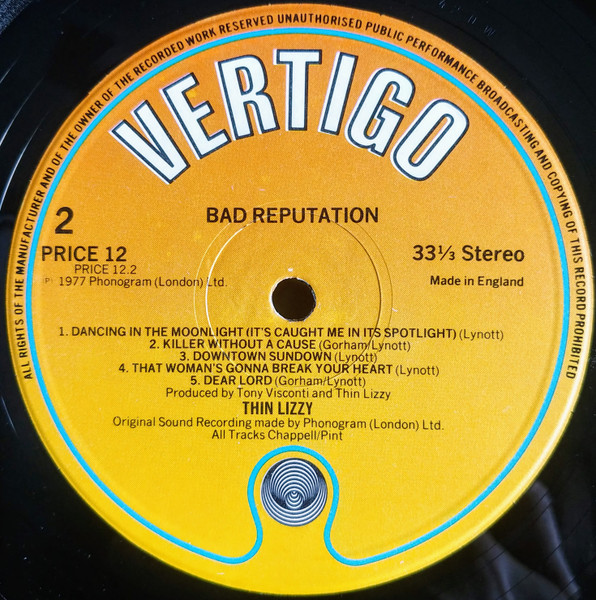 ALL RIGHTS OF THE MANUFACTURER AND OF THE OWNER OF THE RECORDED WORK RESERVED UNAUTHORISED PUBLIC PERFORMANCE BROADCASTING AND COPYING OF THIS RECORD PROHIBITED
VERTIGO
BAD REPUTATION
2
PRICE 12
33⅓ Stereo
PRICE 12.2
℗ 1977 Phonogram (London) Ltd.
Made in England
1. DANCING IN THE MOONLIGHT (IT'S CAUGHT ME IN ITS SPOTLIGHT) (Lynott)
2. KILLER WITHOUT A CAUSE (Gorham/Lynott)
3. DOWNTOWN SUNDOWN (Lynott)
4. THAT WOMAN'S GONNA BREAK YOUR HEART (Lynott)
5. DEAR LORD (Gorham/Lynott)
Produced by Tony Visconti and Thin Lizzy
THIN LIZZY
Original Sound Recording made by Phonogram (London) Ltd.
All Tracks Chappell/Pint